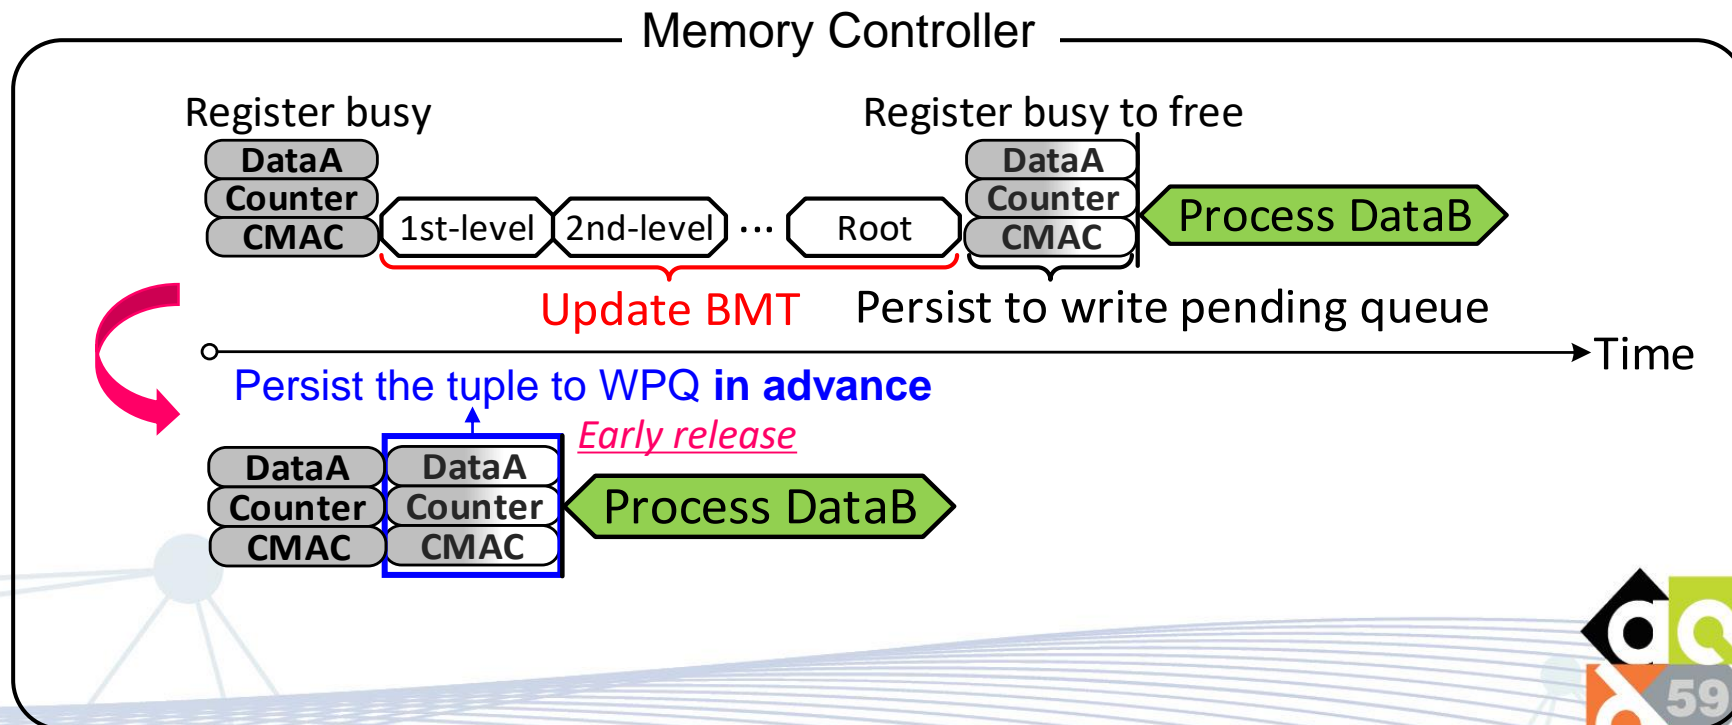 Memory Controller
Register busy
Register busy to free
DataA
Counter
CMAC
1st-level
2nd-level
...
Root
DataA
Counter
CMAC
Process DataB
Update BMT
Persist to write pending queue
Time
Persist the tuple to WPQ in advance
Early release
DataA
Counter
CMAC
DataA
Counter
CMAC
Process DataB
59